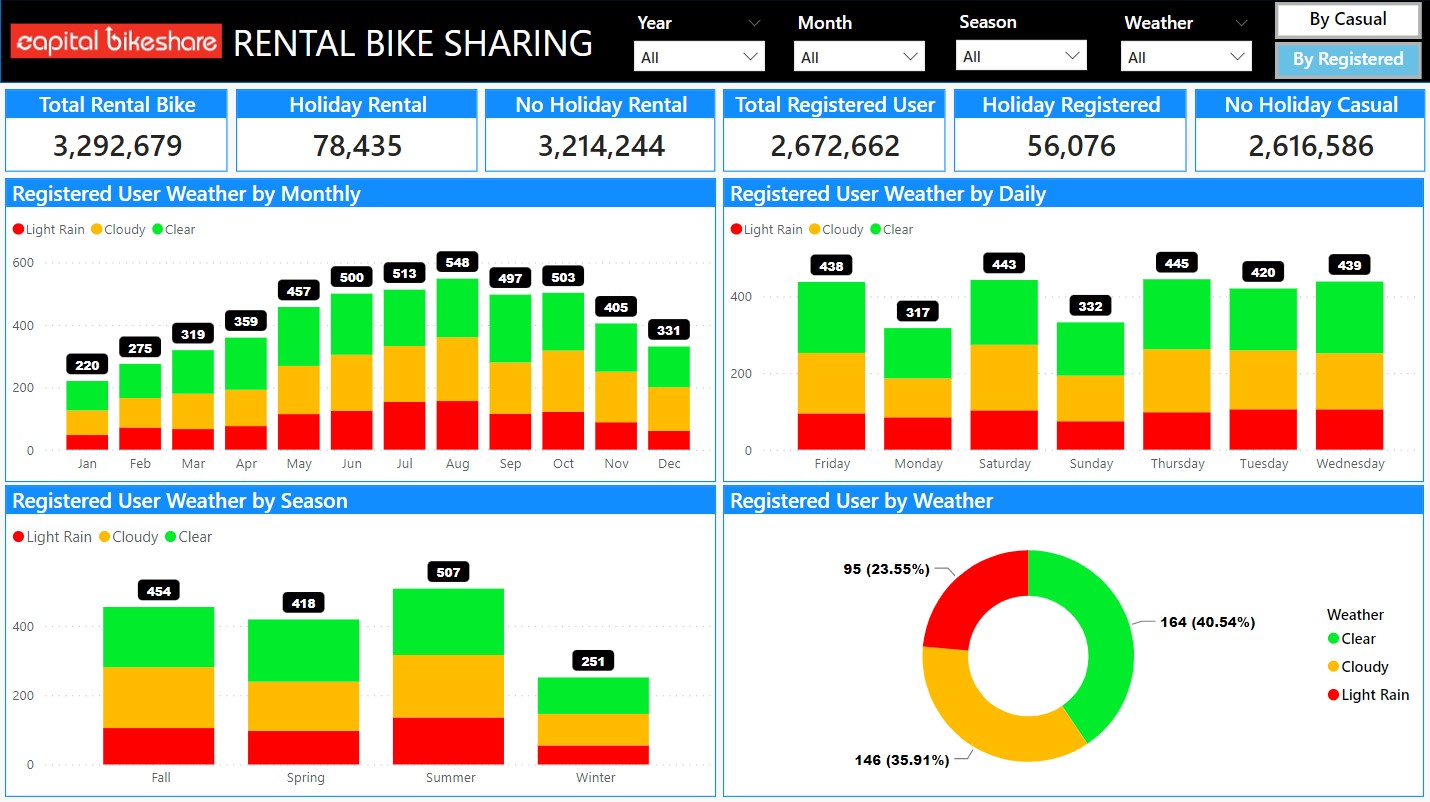 capital bikeshare
RENTAL BIKE SHARING
Year
Month
Season
Weather
All
All
All
All
By Casual
By Registered
Total Rental Bike
3,292,679
Holiday Rental
78,435
No Holiday Rental
3,214,244
Total Registered User
2,672,662
Holiday Registered
56,076
No Holiday Casual
2,616,586
Registered User Weather by Monthly
Light Rain Cloudy Clear
600
400
200
0
220
275
319
359
457
500
513
548
497
503
405
331
Jan Feb Mar Apr May Jun Jul Aug Sep Oct Nov Dec
Registered User Weather by Daily
Light Rain Cloudy Clear
400
200
0
438
317
443
332
445
420
439
Friday Monday Saturday Sunday Thursday Tuesday Wednesday
Registered User Weather by Season
Light Rain Cloudy Clear
400
200
0
454
418
507
251
Fall Spring Summer Winter
Registered User by Weather
95 (23.55%)
164 (40.54%)
146 (35.91%)
Weather
Clear
Cloudy
Light Rain